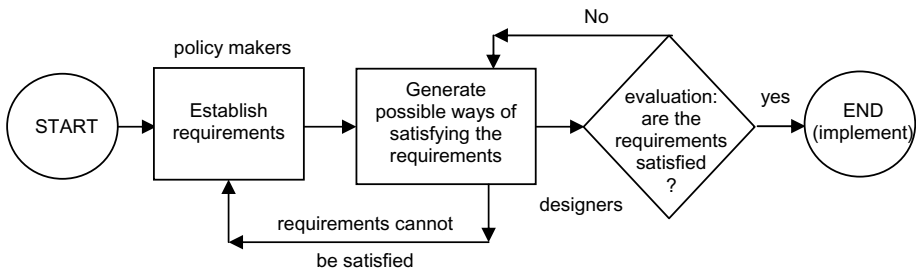 No
policy makers
START
Establish
requirements
Generate
possible ways of
satisfying the
requirements
evaluation:
are the
requirements
satisfied
?
yes
END
(implement)
designers
requirements cannot
be satisfied